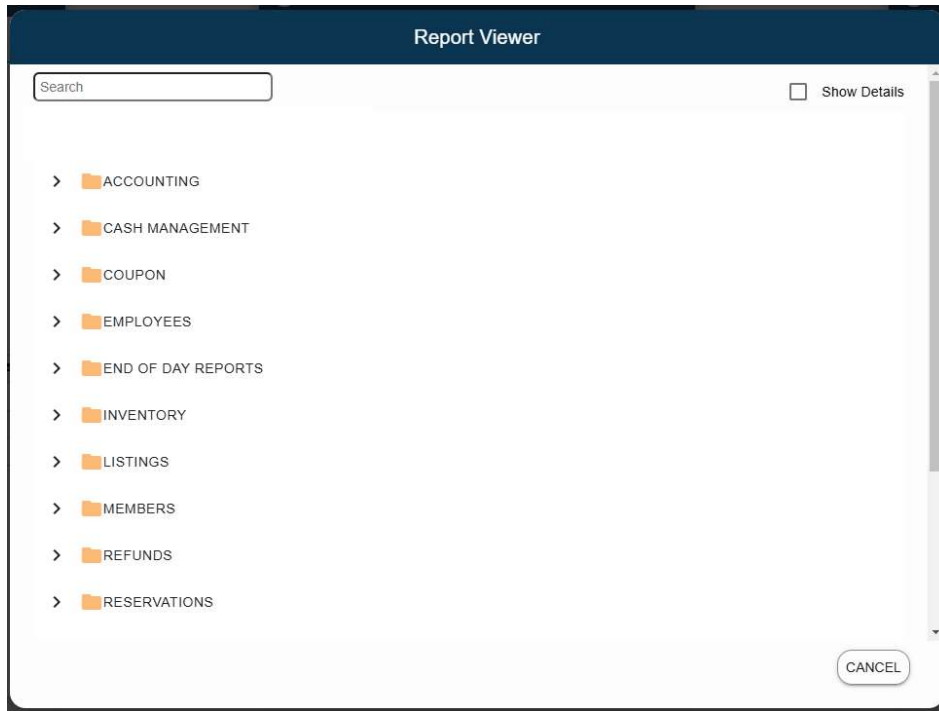 Report Viewer
Search
Show Details
ACCOUNTING
CASH MANAGEMENT
COUPON
EMPLOYEES
END OF DAY REPORTS
INVENTORY
LISTINGS
MEMBERS
REFUNDS
RESERVATIONS
CANCEL